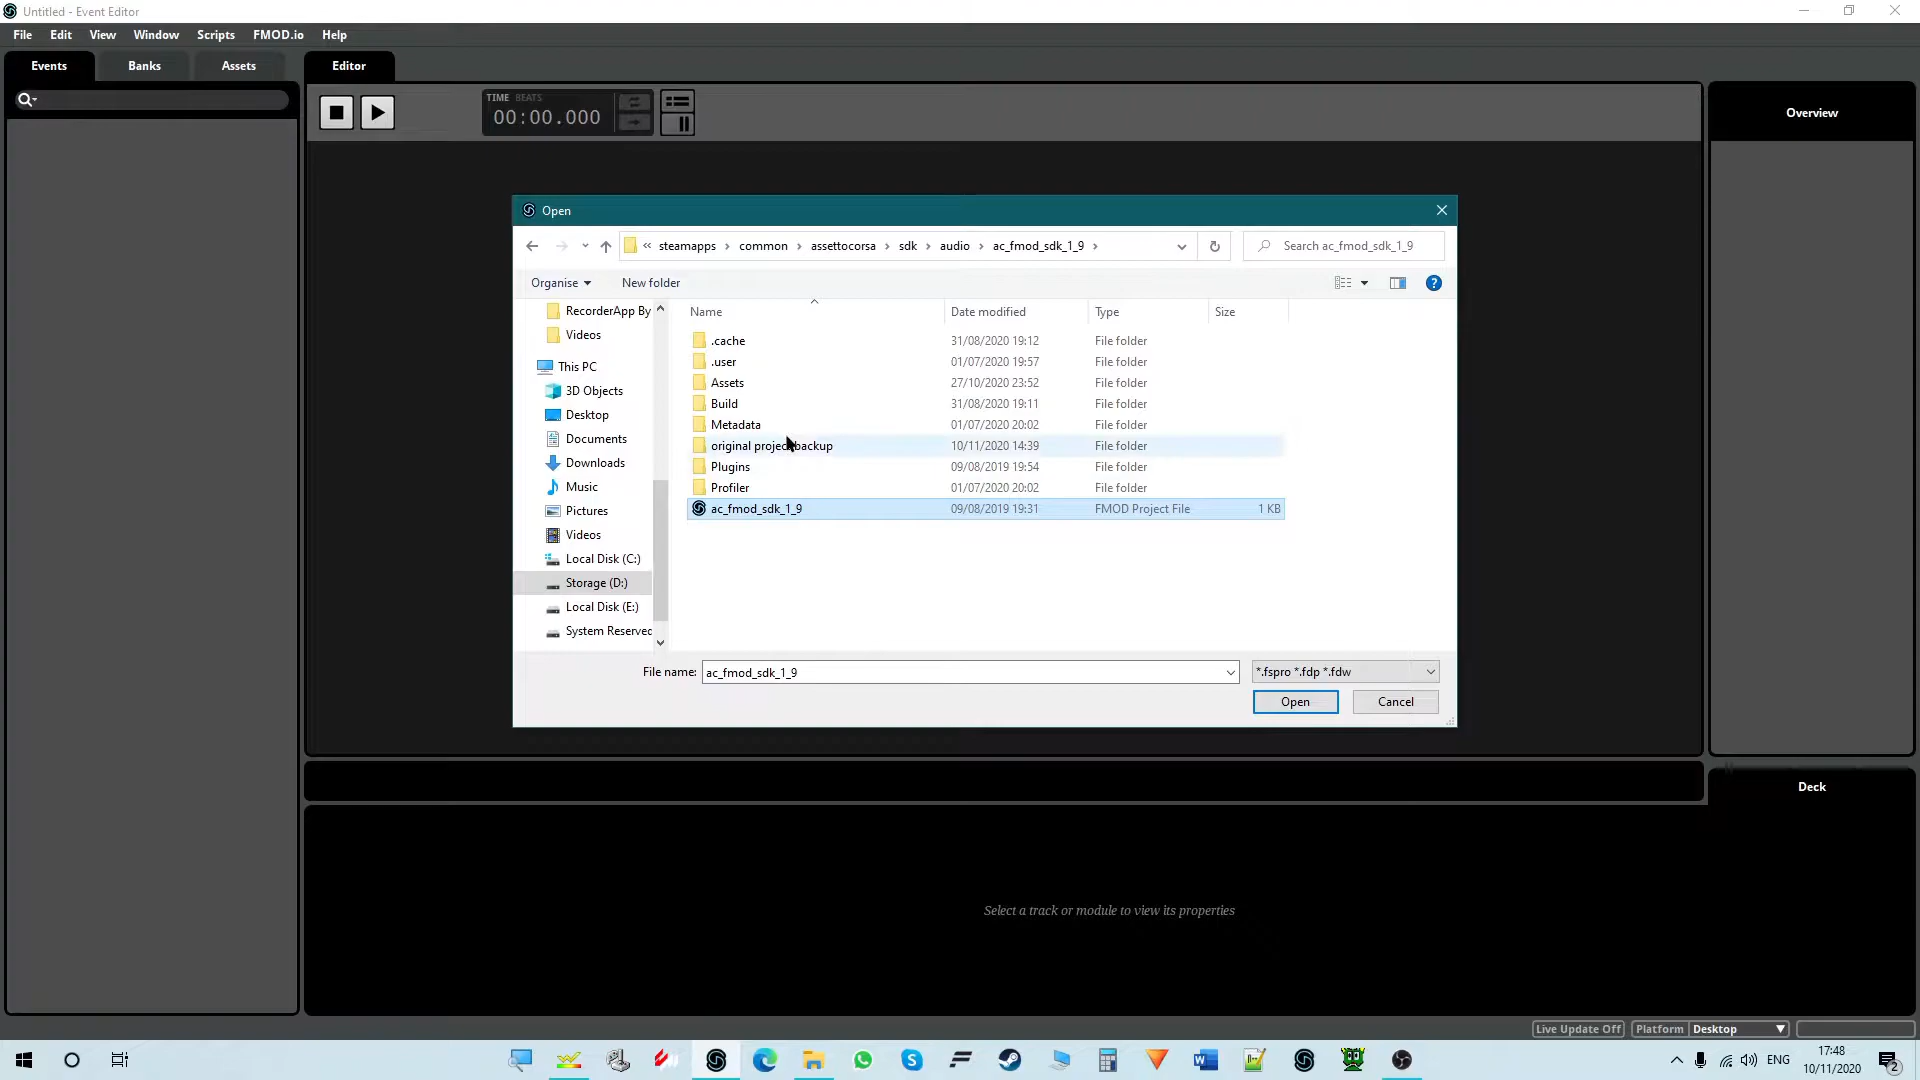 Untitled - Event Editor
File Edit View Window Scripts FMOD.io Help
Events Banks Assets Editor
TIME BEATS
00:00.000
Overview
Open
« steamapps › common › assettocorsa › sdk › audio › ac_fmod_sdk_1_9 ›
Search ac_fmod_sdk_1_9
Organise New folder
Name Date modified Type Size
RecorderApp By
Videos
This PC
3D Objects
Desktop
Documents
Downloads
Music
Pictures
Videos
Local Disk (C:)
Storage (D:)
Local Disk (E:)
System Reserved
.cache 31/08/2020 19:12 File folder
.user 01/07/2020 19:57 File folder
Assets 27/10/2020 23:52 File folder
Build 31/08/2020 19:11 File folder
Metadata 01/07/2020 20:02 File folder
original project backup 10/11/2020 14:39 File folder
Plugins 09/08/2019 19:54 File folder
Profiler 01/07/2020 20:02 File folder
ac_fmod_sdk_1_9 09/08/2019 19:31 FMOD Project File 1 KB
File name: ac_fmod_sdk_1_9 *.fspro *.fdp *.fdw
Open Cancel
Deck
Select a track or module to view its properties
Live Update Off Platform Desktop
ENG
17:48
10/11/2020
2